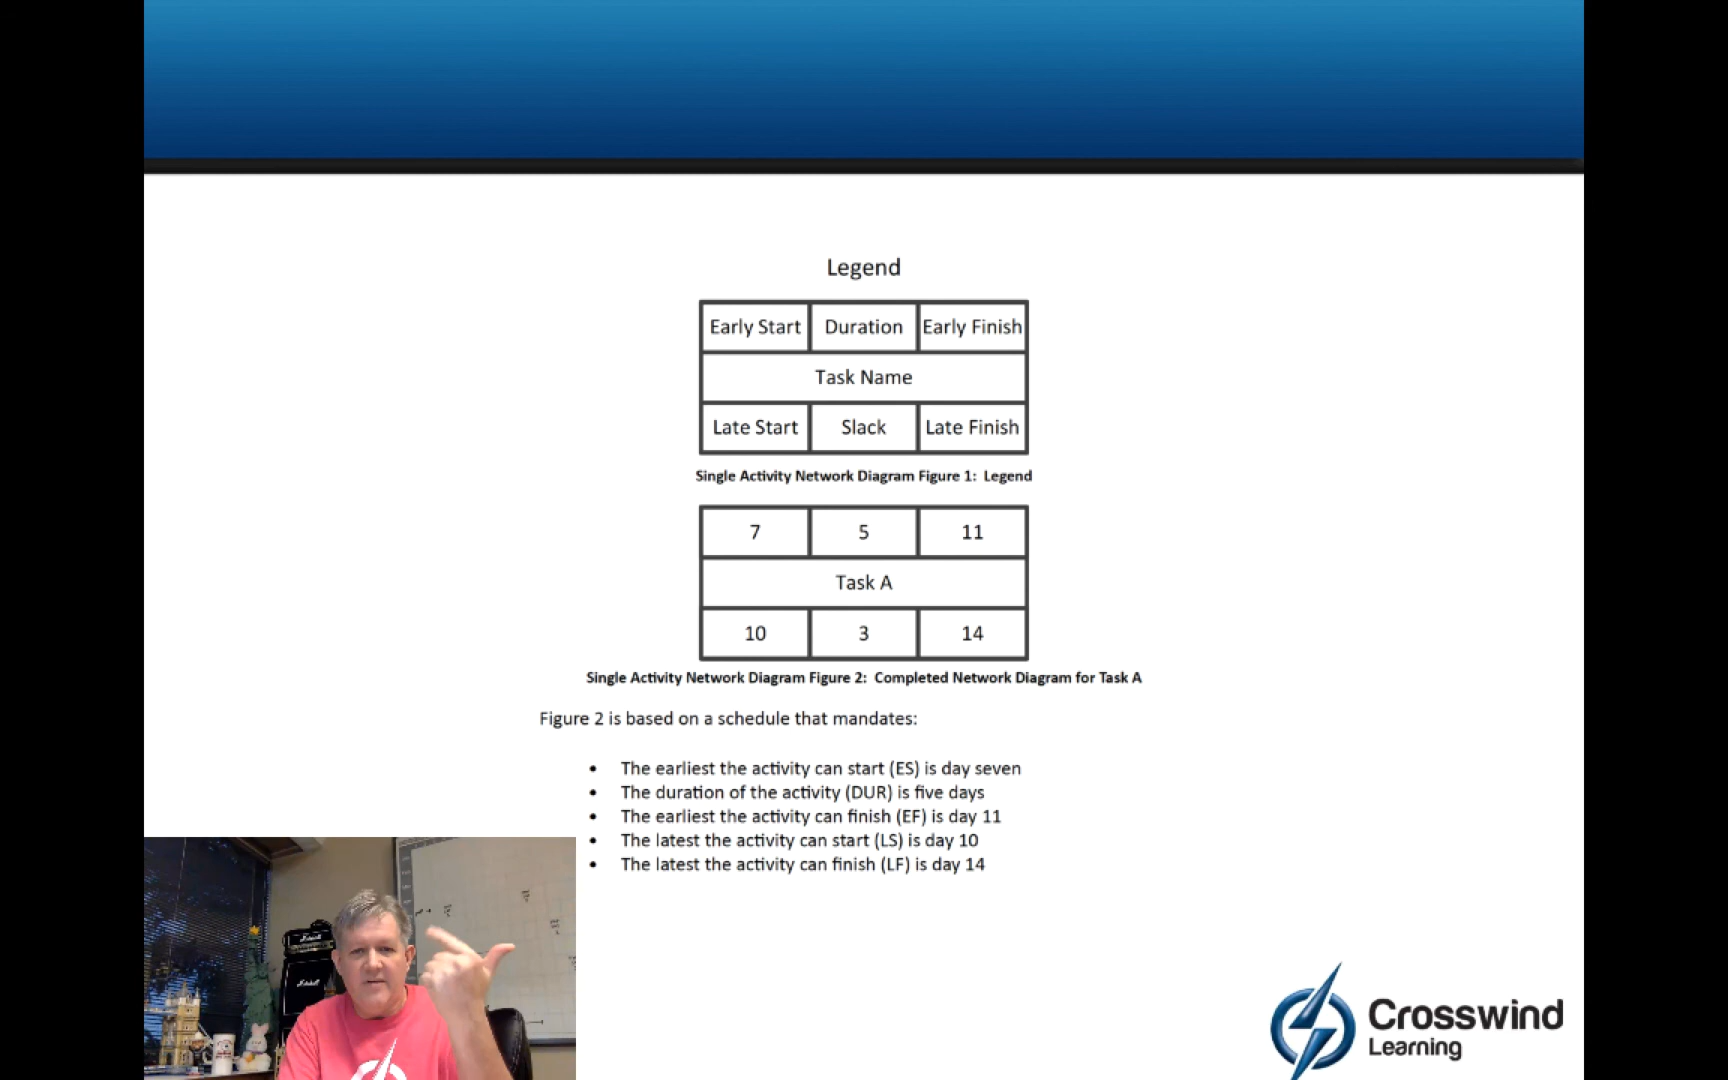 Legend
Early Start Duration Early Finish
Task Name
Late Start Slack Late Finish
Single Activity Network Diagram Figure 1: Legend
7 5 11
Task A
10 3 14
Single Activity Network Diagram Figure 2: Completed Network Diagram for Task A
Figure 2 is based on a schedule that mandates:
• The earliest the activity can start (ES) is day seven
• The duration of the activity (DUR) is five days
• The earliest the activity can finish (EF) is day 11
• The latest the activity can start (LS) is day 10
• The latest the activity can finish (LF) is day 14
Marshall
Marshall
Crosswind
Learning